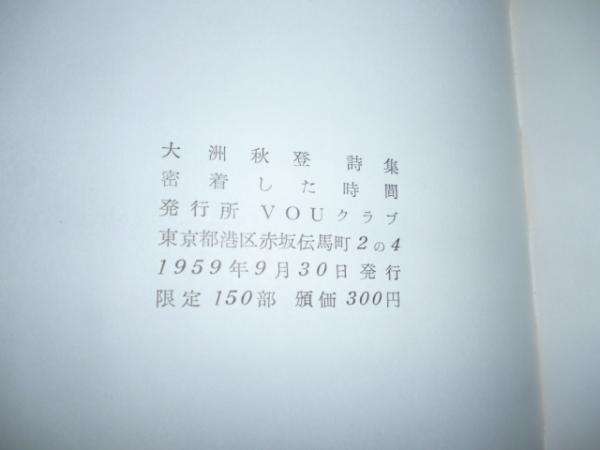 大洲秋登詩集
密着した時間
発行所 VOUクラブ
東京都港区赤坂伝馬町2の4
1959年9月30日発行
限定150部 頒価300円